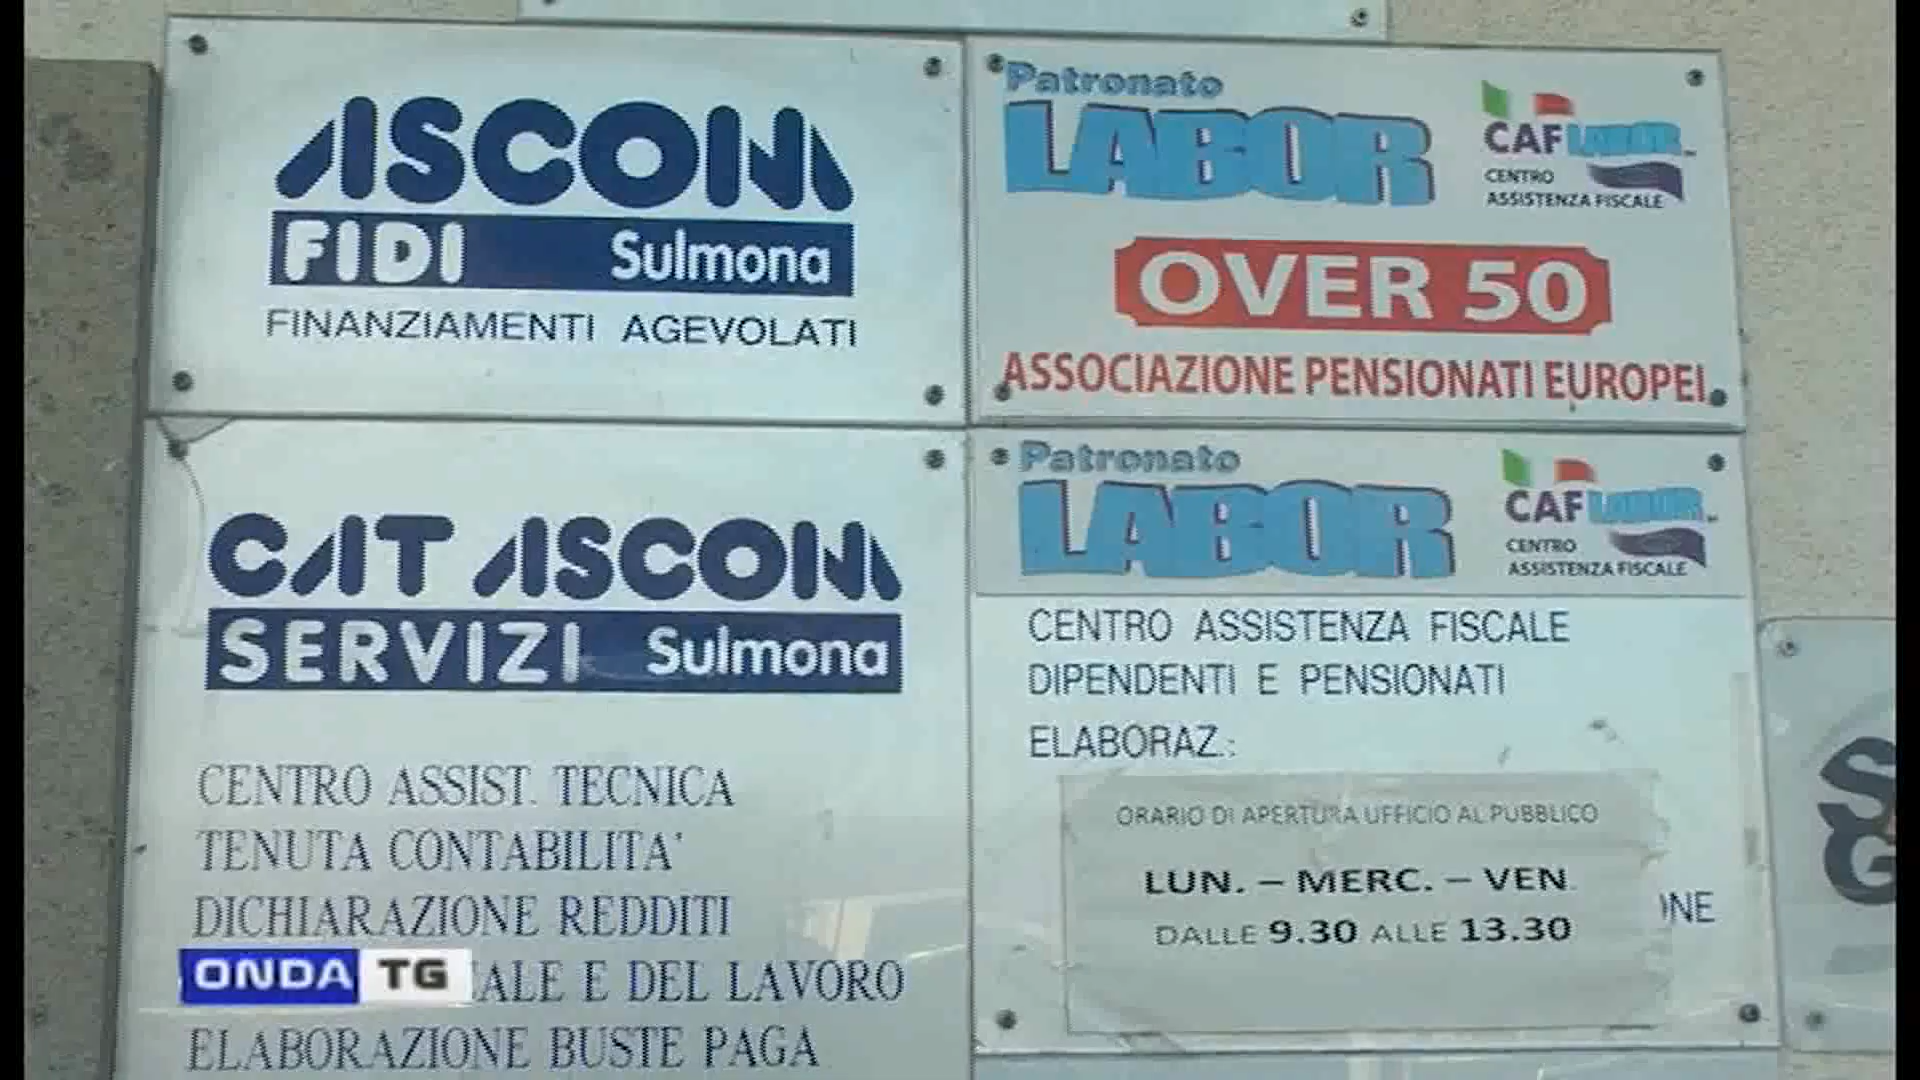 ASCOM
FIDI Sulmona
FINANZIAMENTI AGEVOLATI
Patronato
LABOR
CAF LABOR
CENTRO
ASSISTENZA FISCALE
OVER 50
ASSOCIAZIONE PENSIONATI EUROPEI
CAT ASCOM
SERVIZI Sulmona
CENTRO ASSIST. TECNICA
TENUTA CONTABILITA'
DICHIARAZIONE REDDITI
ONDA TG
ALE E DEL LAVORO
ELABORAZIONE BUSTE PAGA
Patronato
LABOR
CAF LABOR
CENTRO
ASSISTENZA FISCALE
CENTRO ASSISTENZA FISCALE
DIPENDENTI E PENSIONATI
ELABORAZ.:
ORARIO DI APERTURA UFFICIO AL PUBBLICO
LUN. – MERC. – VEN.
DALLE 9.30 ALLE 13.30
NE
S
G